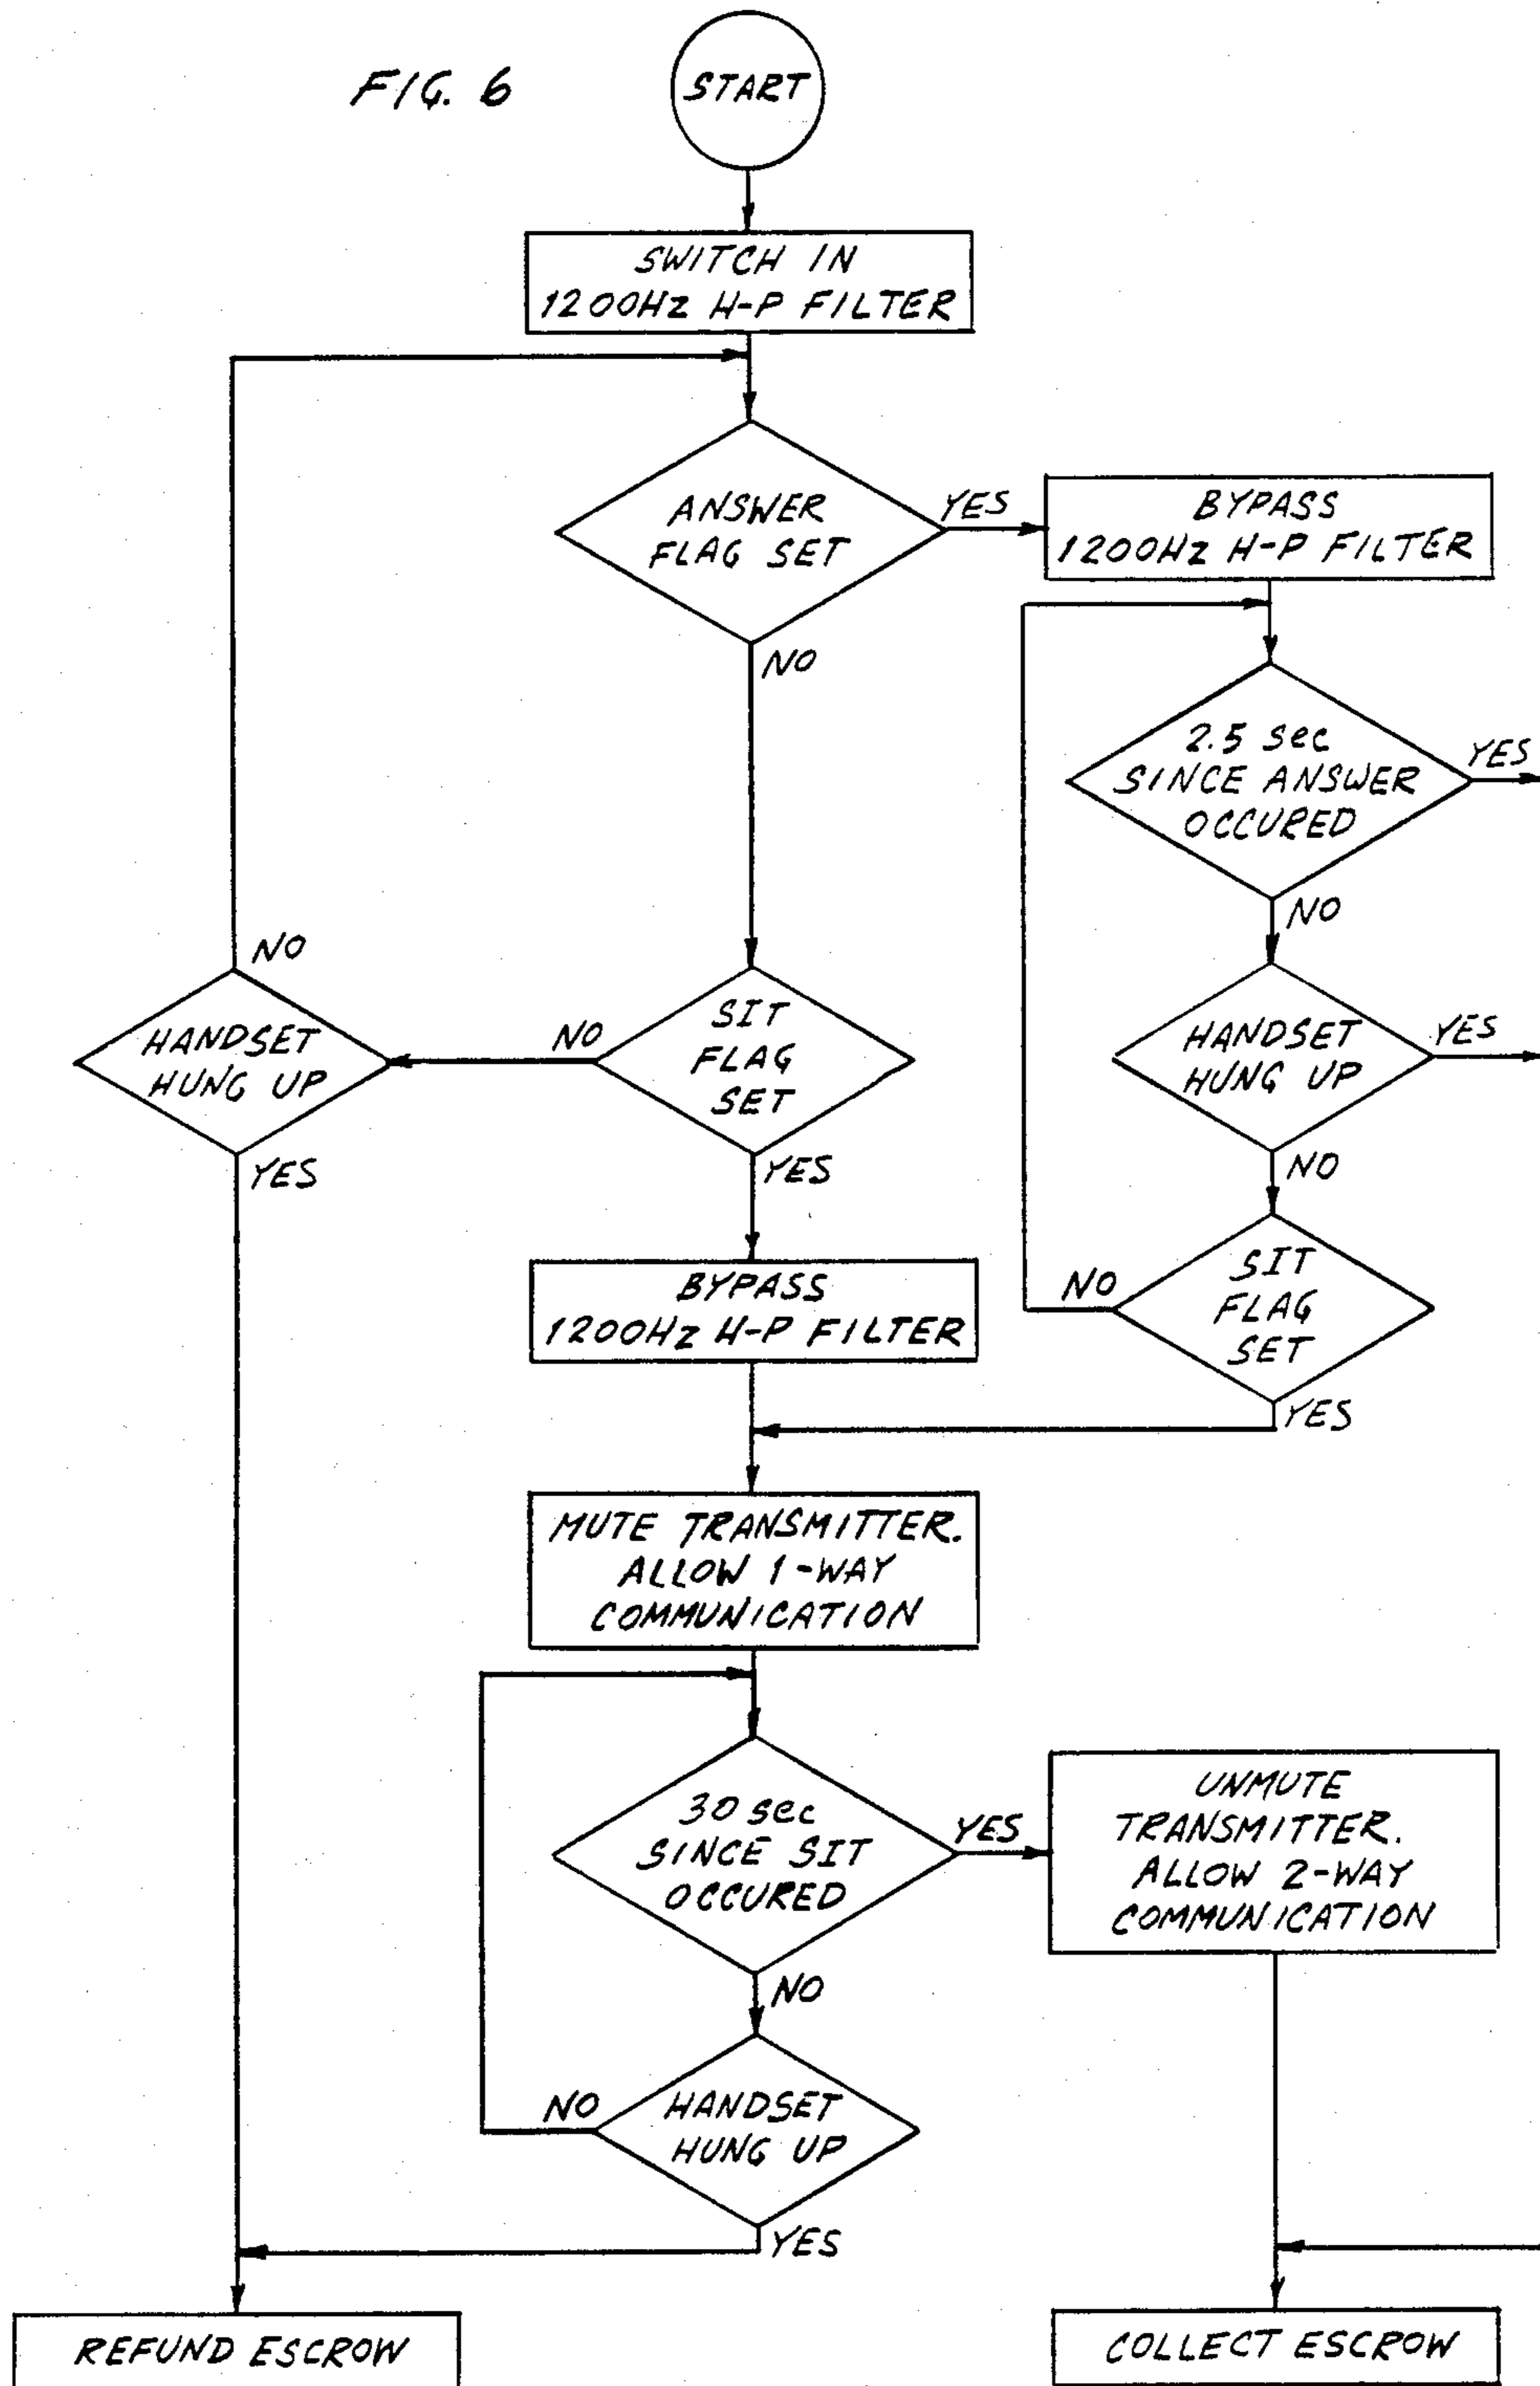 FIG. 6
START
SWITCH IN
1200Hz H-P FILTER
ANSWER
FLAG SET
YES
BYPASS
1200Hz H-P FILTER
NO
2.5 sec
SINCE ANSWER
OCCURED
YES
NO
NO
HANDSET
HUNG UP
NO
SIT
FLAG
SET
HANDSET
HUNG UP
YES
YES
YES
NO
BYPASS
1200Hz H-P FILTER
NO
SIT
FLAG
SET
YES
MUTE TRANSMITTER.
ALLOW 1-WAY
COMMUNICATION
30 sec
SINCE SIT
OCCURED
YES
UNMUTE
TRANSMITTER.
ALLOW 2-WAY
COMMUNICATION
NO
NO
HANDSET
HUNG UP
YES
REFUND ESCROW
COLLECT ESCROW